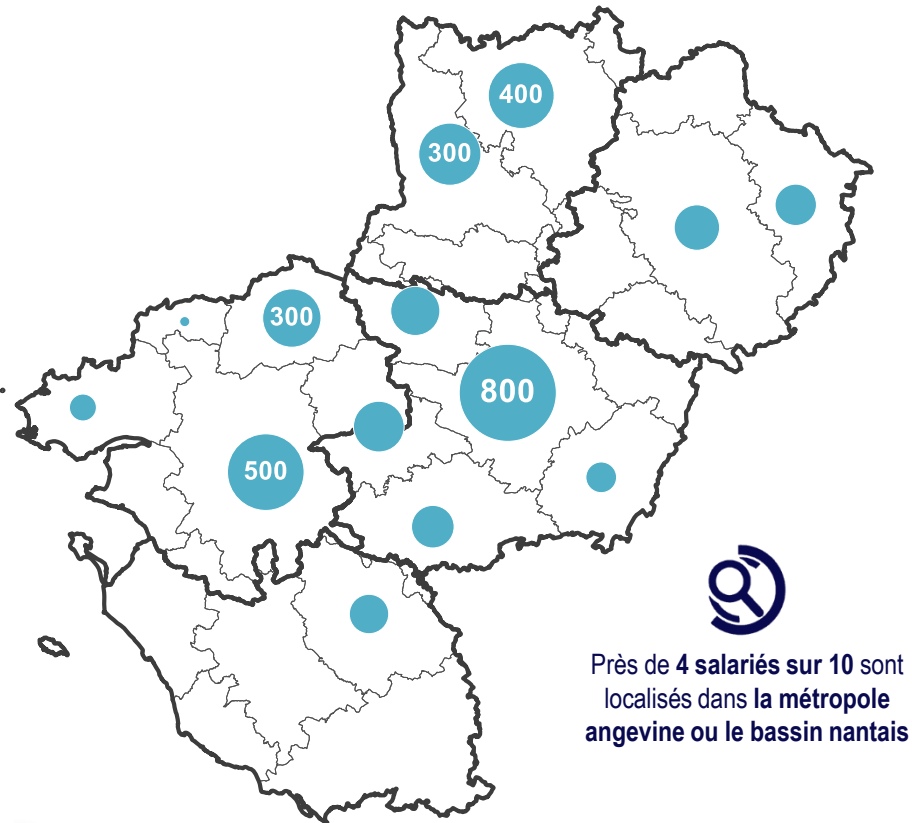 400
300
300
800
500
Près de 4 salariés sur 10 sont
localisés dans la métropole
angevine ou le bassin nantais